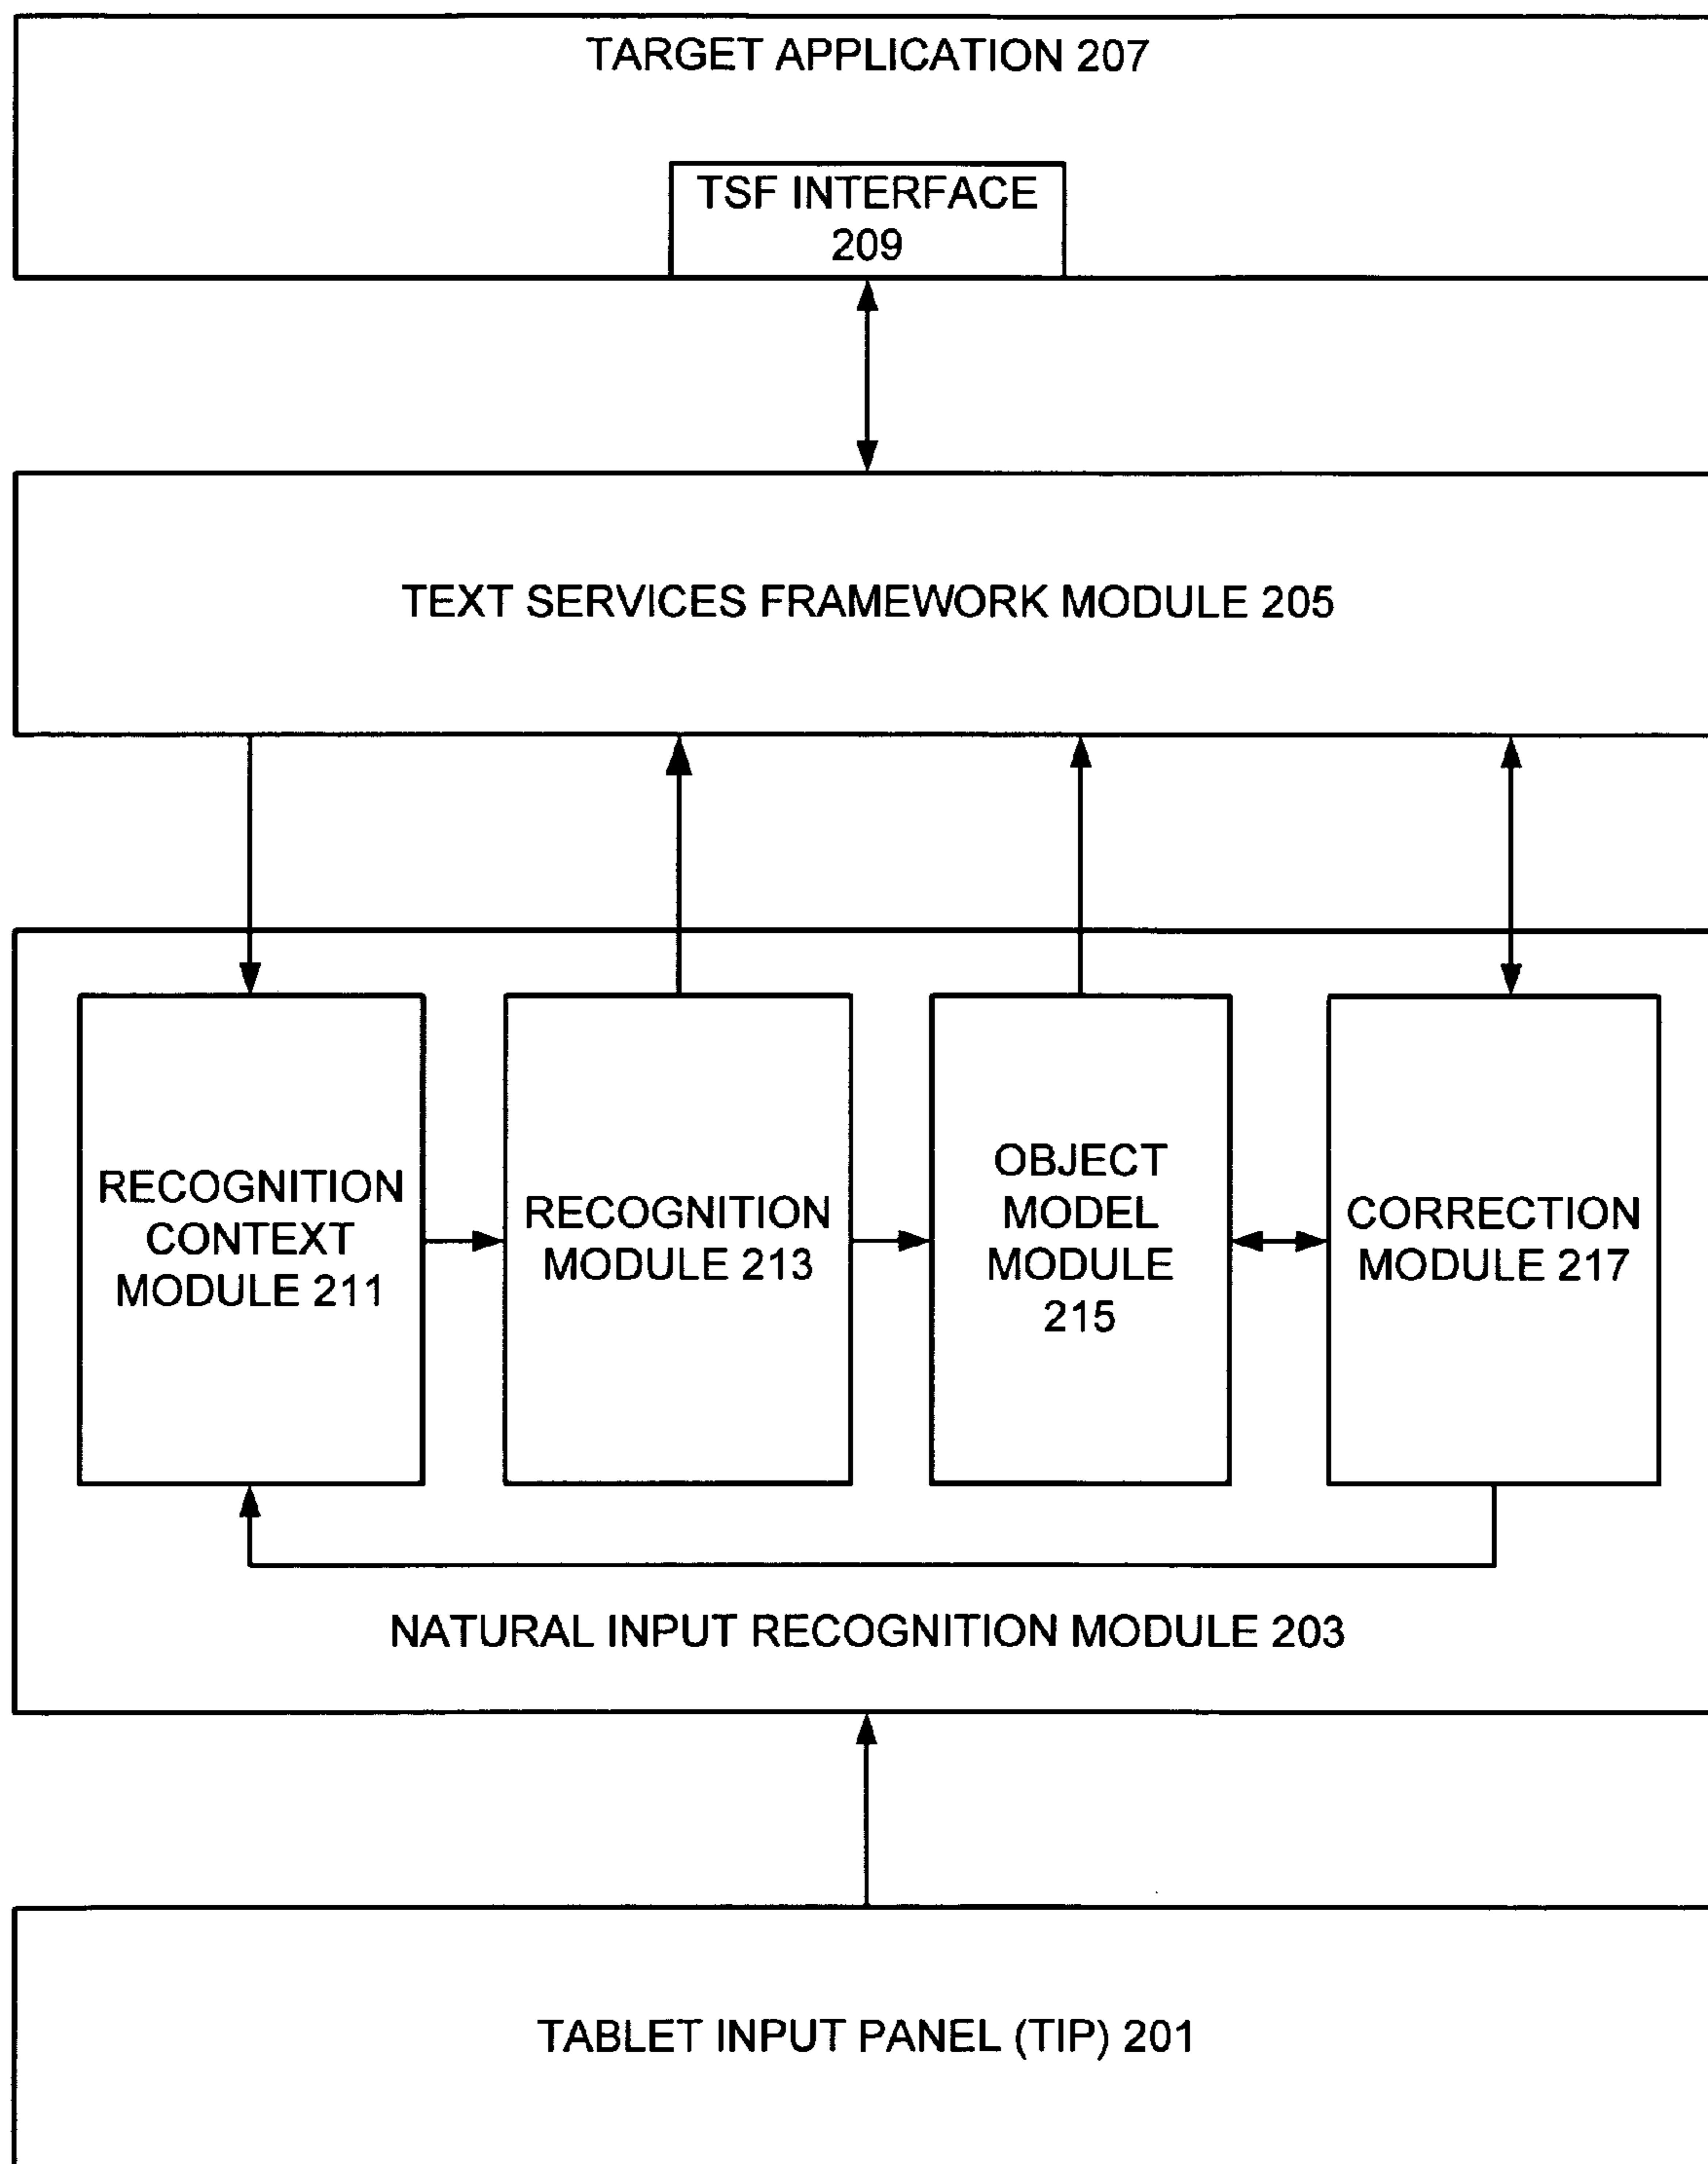 TARGET APPLICATION 207
TSF INTERFACE
209
TEXT SERVICES FRAMEWORK MODULE 205
RECOGNITION
CONTEXT
MODULE 211
RECOGNITION
MODULE 213
OBJECT
MODEL
MODULE
215
CORRECTION
MODULE 217
NATURAL INPUT RECOGNITION MODULE 203
TABLET INPUT PANEL (TIP) 201